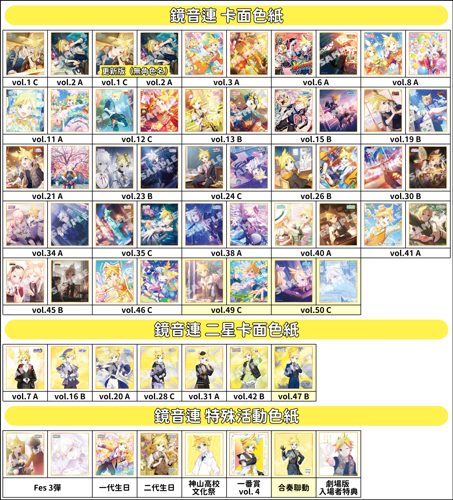 鏡音連 卡面色紙
更新版（無角色名）
vol.1 C vol.2 A vol.1 C vol.2 A vol.3 A vol.6 A vol.8 A
vol.11 A vol.12 C vol.13 B vol.15 B vol.19 B
vol.21 A vol.23 B vol.24 C vol.26 B vol.30 B
vol.34 A vol.35 C vol.38 A vol.40 A vol.41 A
vol.45 B vol.46 C vol.49 C vol.50 C
鏡音連 二星卡面色紙
vol.7 A vol.16 B vol.20 A vol.28 C vol.31 A vol.42 B vol.47 B
鏡音連 特殊活動色紙
Fes 3彈 一代生日 二代生日 神山高校 一番賞 合奏聯動 劇場版
文化祭 vol. 4 入場者特典